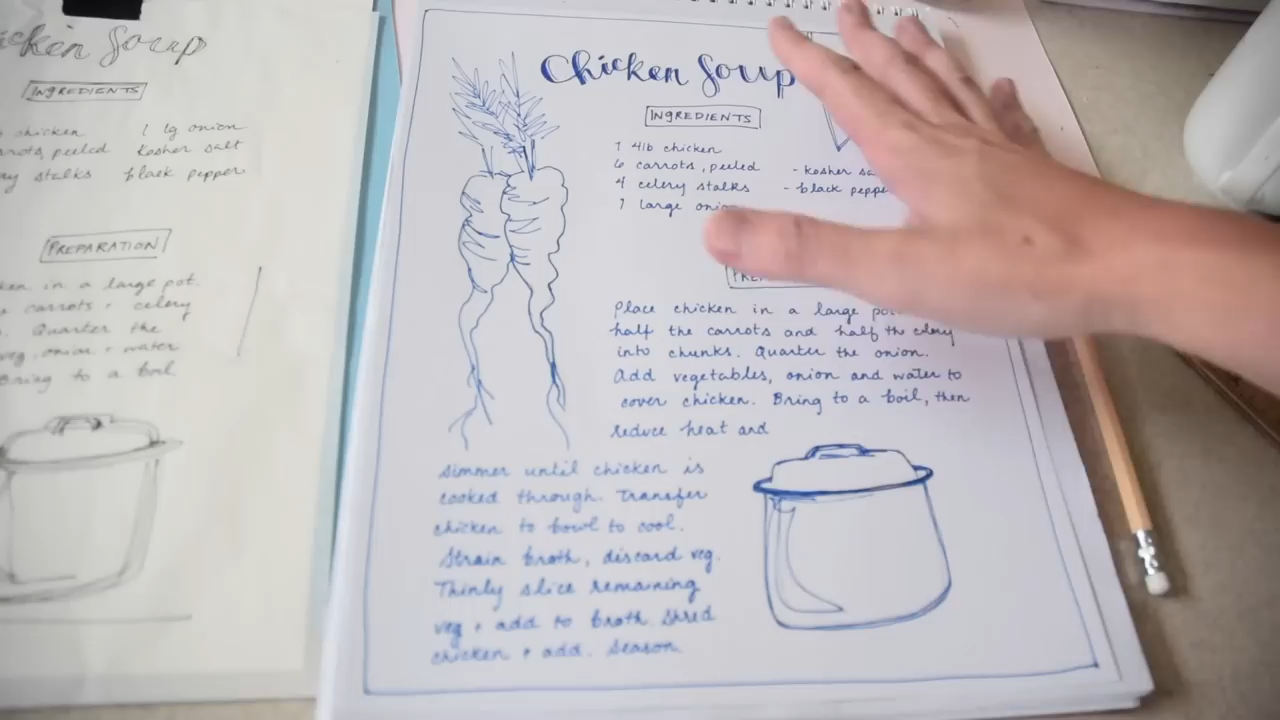 Chicken Soup
INGREDIENTS
1 4lb chicken
6 carrots, peeled
4 celery stalks
1 large
- kosher
- black
Place chicken in a large
half the carrots and half the celery
into chunks. Quarter the onion.
Add vegetables, onion and water to
cover chicken. Bring to a boil, then
reduce heat and
simmer until chicken is
cooked through. Transfer
chicken to bowl to cool.
Strain broth, discard veg.
Thinly slice remaining
veg + add to broth. Shred
chicken + add. Season
Soup
INGREDIENTS
chicken 1 lg onion
peeled Kosher salt
stalks black pepper
PREPARATION
in a large pot.
carrots + celery
Quarter the
veg, onion + water
Bring to a boil